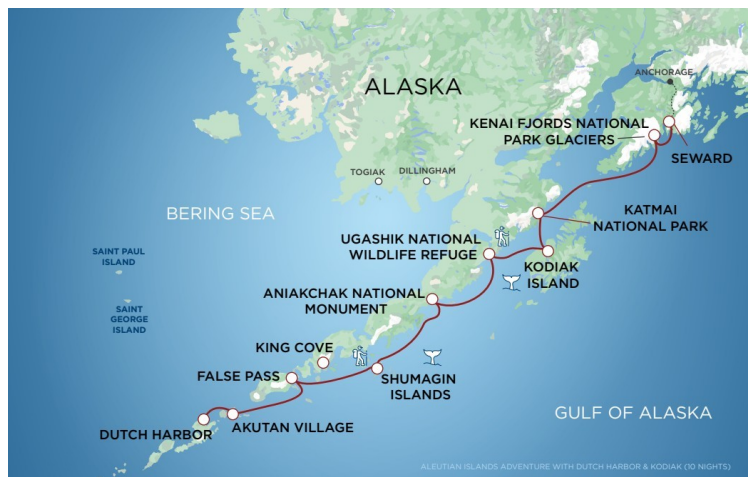 ANCHORAGE
ALASKA
KENAI FJORDS NATIONAL
PARK GLACIERS
SEWARD
TOGIAK
DILLINGHAM
KATMAI
NATIONAL PARK
BERING SEA
UGASHIK NATIONAL
WILDLIFE REFUGE
KODIAK
ISLAND
SAINT PAUL
ISLAND
SAINT
GEORGE
ISLAND
ANIAKCHAK NATIONAL
MONUMENT
KING COVE
FALSE PASS
SHUMAGIN
ISLANDS
GULF OF ALASKA
DUTCH HARBOR
AKUTAN VILLAGE
ALEUTIAN ISLANDS ADVENTURE WITH DUTCH HARBOR & KODIAK (10 NIGHTS)